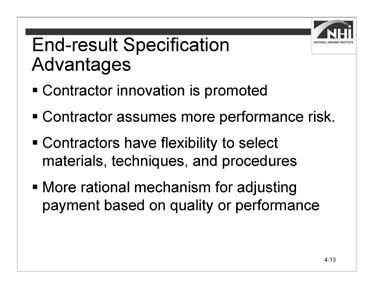 NHI
NATIONAL HIGHWAY INSTITUTE
End-result Specification
Advantages
▪ Contractor innovation is promoted
▪ Contractor assumes more performance risk.
▪ Contractors have flexibility to select
materials, techniques, and procedures
▪ More rational mechanism for adjusting
payment based on quality or performance
4-13